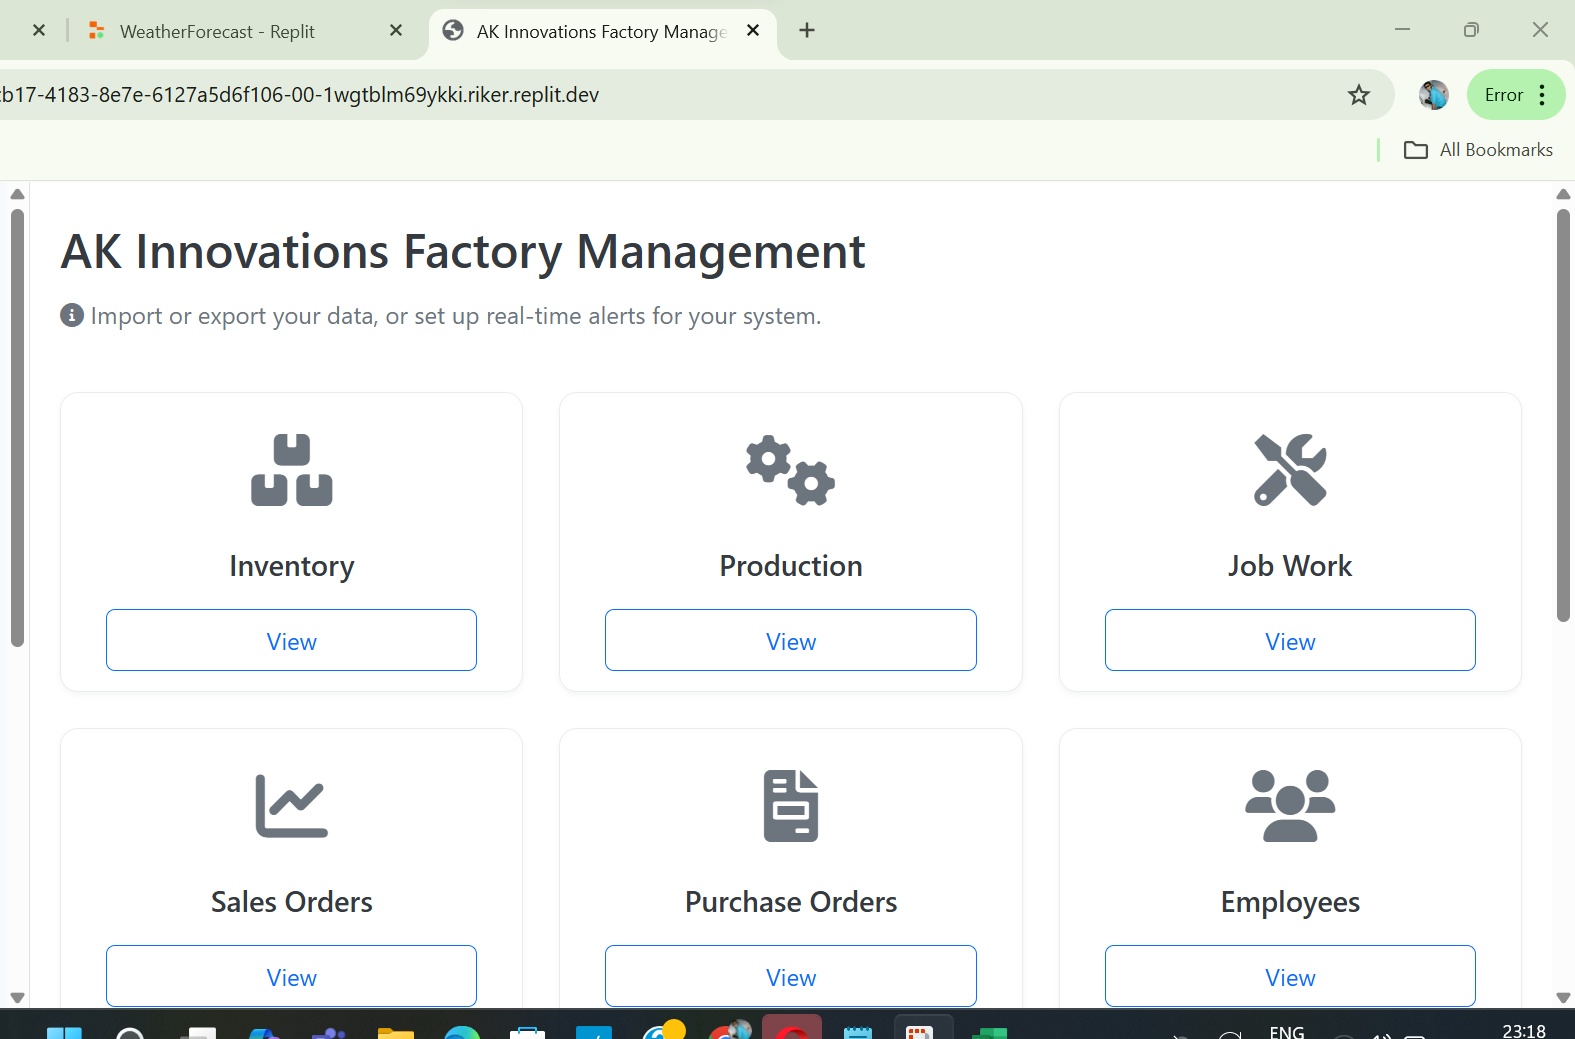 WeatherForecast - Replit
AK Innovations Factory Manage
b17-4183-8e7e-6127a5d6f106-00-1wgtblm69ykki.riker.replit.dev
Error
All Bookmarks
AK Innovations Factory Management
Import or export your data, or set up real-time alerts for your system.
Inventory
Production
Job Work
View
View
View
Sales Orders
Purchase Orders
Employees
View
View
View
ENG
23:18